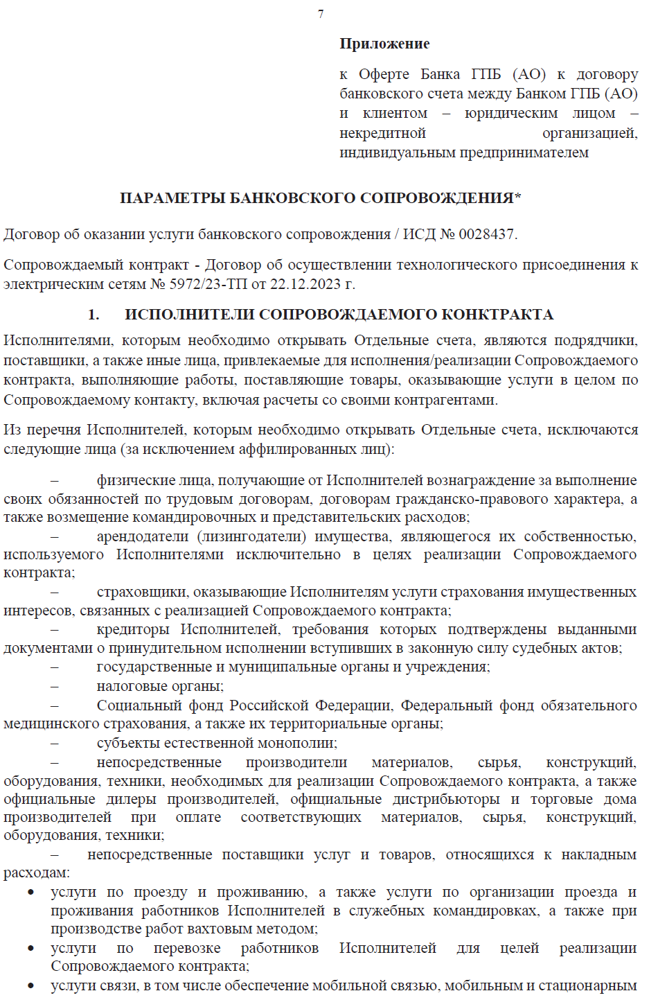 7
Приложение
к Оферте Банка ГПБ (АО) к договору
банковского счета между Банком ГПБ (АО)
и клиентом – юридическим лицом –
некредитной организацией,
индивидуальным предпринимателем
ПАРАМЕТРЫ БАНКОВСКОГО СОПРОВОЖДЕНИЯ*
Договор об оказании услуги банковского сопровождения / ИСД № 0028437.
Сопровождаемый контракт - Договор об осуществлении технологического присоединения к
электрическим сетям № 5972/23-ТП от 22.12.2023 г.
1. ИСПОЛНИТЕЛИ СОПРОВОЖДАЕМОГО КОНКТРАКТА
Исполнителями, которым необходимо открывать Отдельные счета, являются подрядчики,
поставщики, а также иные лица, привлекаемые для исполнения/реализации Сопровождаемого
контракта, выполняющие работы, поставляющие товары, оказывающие услуги в целом по
Сопровождаемому контакту, включая расчеты со своими контрагентами.
Из перечня Исполнителей, которым необходимо открывать Отдельные счета, исключаются
следующие лица (за исключением аффилированных лиц):
– физические лица, получающие от Исполнителей вознаграждение за выполнение
своих обязанностей по трудовым договорам, договорам гражданско-правового характера, а
также возмещение командировочных и представительских расходов;
– арендодатели (лизингодатели) имущества, являющегося их собственностью,
используемого Исполнителями исключительно в целях реализации Сопровождаемого
контракта;
– страховщики, оказывающие Исполнителям услуги страхования имущественных
интересов, связанных с реализацией Сопровождаемого контракта;
– кредиторы Исполнителей, требования которых подтверждены выданными
документами о принудительном исполнении вступивших в законную силу судебных актов;
– государственные и муниципальные органы и учреждения;
– налоговые органы;
– Социальный фонд Российской Федерации, Федеральный фонд обязательного
медицинского страхования, а также их территориальные органы;
– субъекты естественной монополии;
– непосредственные производители материалов, сырья, конструкций,
оборудования, техники, необходимых для реализации Сопровождаемого контракта, а также
официальные дилеры производителей, официальные дистрибьюторы и торговые дома
производителей при оплате соответствующих материалов, сырья, конструкций,
оборудования, техники;
– непосредственные поставщики услуг и товаров, относящихся к накладным
расходам:
• услуги по проезду и проживанию, а также услуги по организации проезда и
проживания работников Исполнителей в служебных командировках, а также при
производстве работ вахтовым методом;
• услуги по перевозке работников Исполнителей для целей реализации
Сопровождаемого контракта;
• услуги связи, в том числе обеспечение мобильной связью, мобильным и стационарным